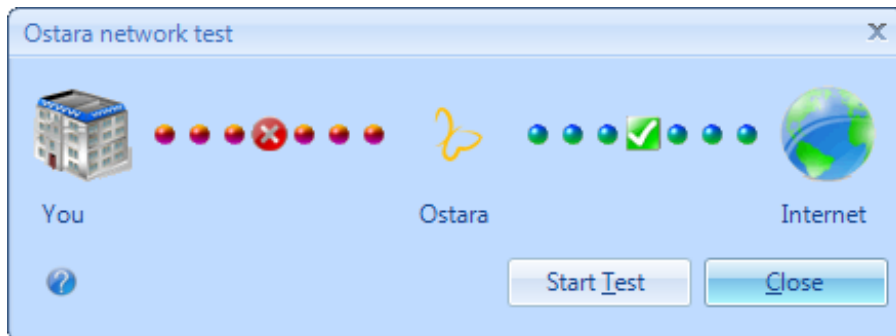 Ostara network test
You
Ostara
Internet
Start Test
Close